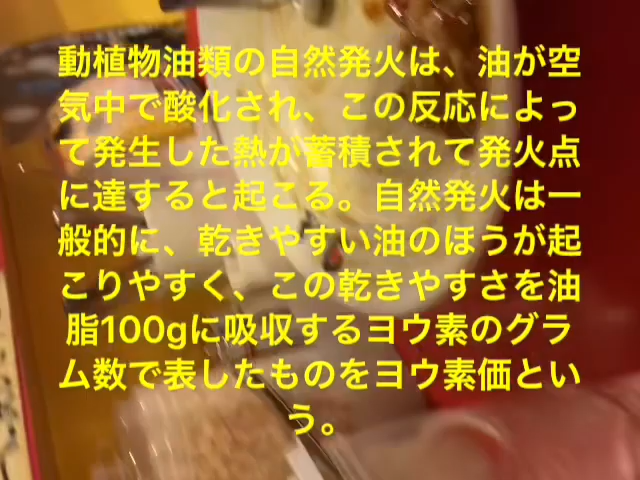 動植物油類の自然発火は、油が空
気中で酸化され、この反応によっ
て発生した熱が蓄積されて発火点
に達すると起こる。自然発火は一
般的に、乾きやすい油のほうが起
こりやすく、この乾きやすさを油
脂100gに吸収するヨウ素のグラ
ム数で表したものをヨウ素価とい
う。